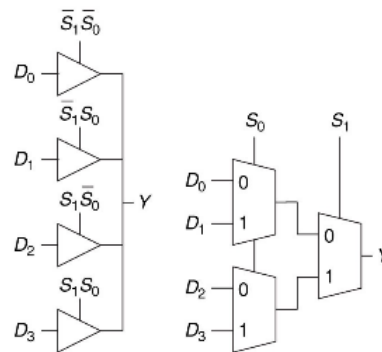 S̅₁S̅₀
D₀
S̅₁S₀
D₁
S₁S̅₀
Y
D₂
S₁S₀
D₃
S₀ S₁
D₀ 0
D₁ 1
0
Y
1
D₂ 0
D₃ 1